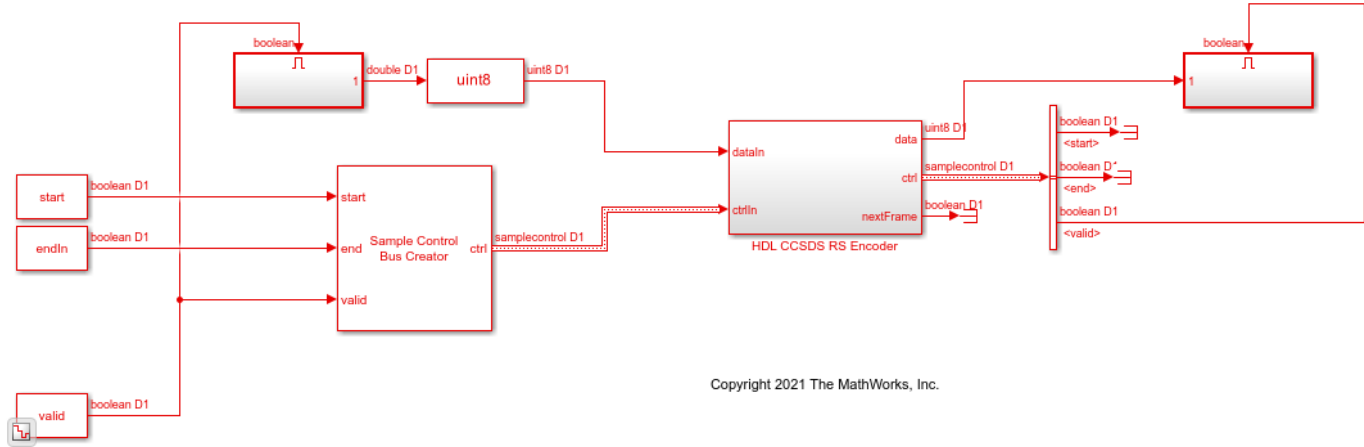 boolean
1
double D1
uint8
uint8 D1
boolean
1
dataIn
ctrlIn
data
ctrl
nextFrame
HDL CCSDS RS Encoder
uint8 D1
samplecontrol D1
boolean D1
boolean D1
<start>
boolean D1
<end>
boolean D1
<valid>
start
boolean D1
endIn
boolean D1
start
end
valid
Sample Control
Bus Creator
ctrl
samplecontrol D1
valid
boolean D1
Copyright 2021 The MathWorks, Inc.